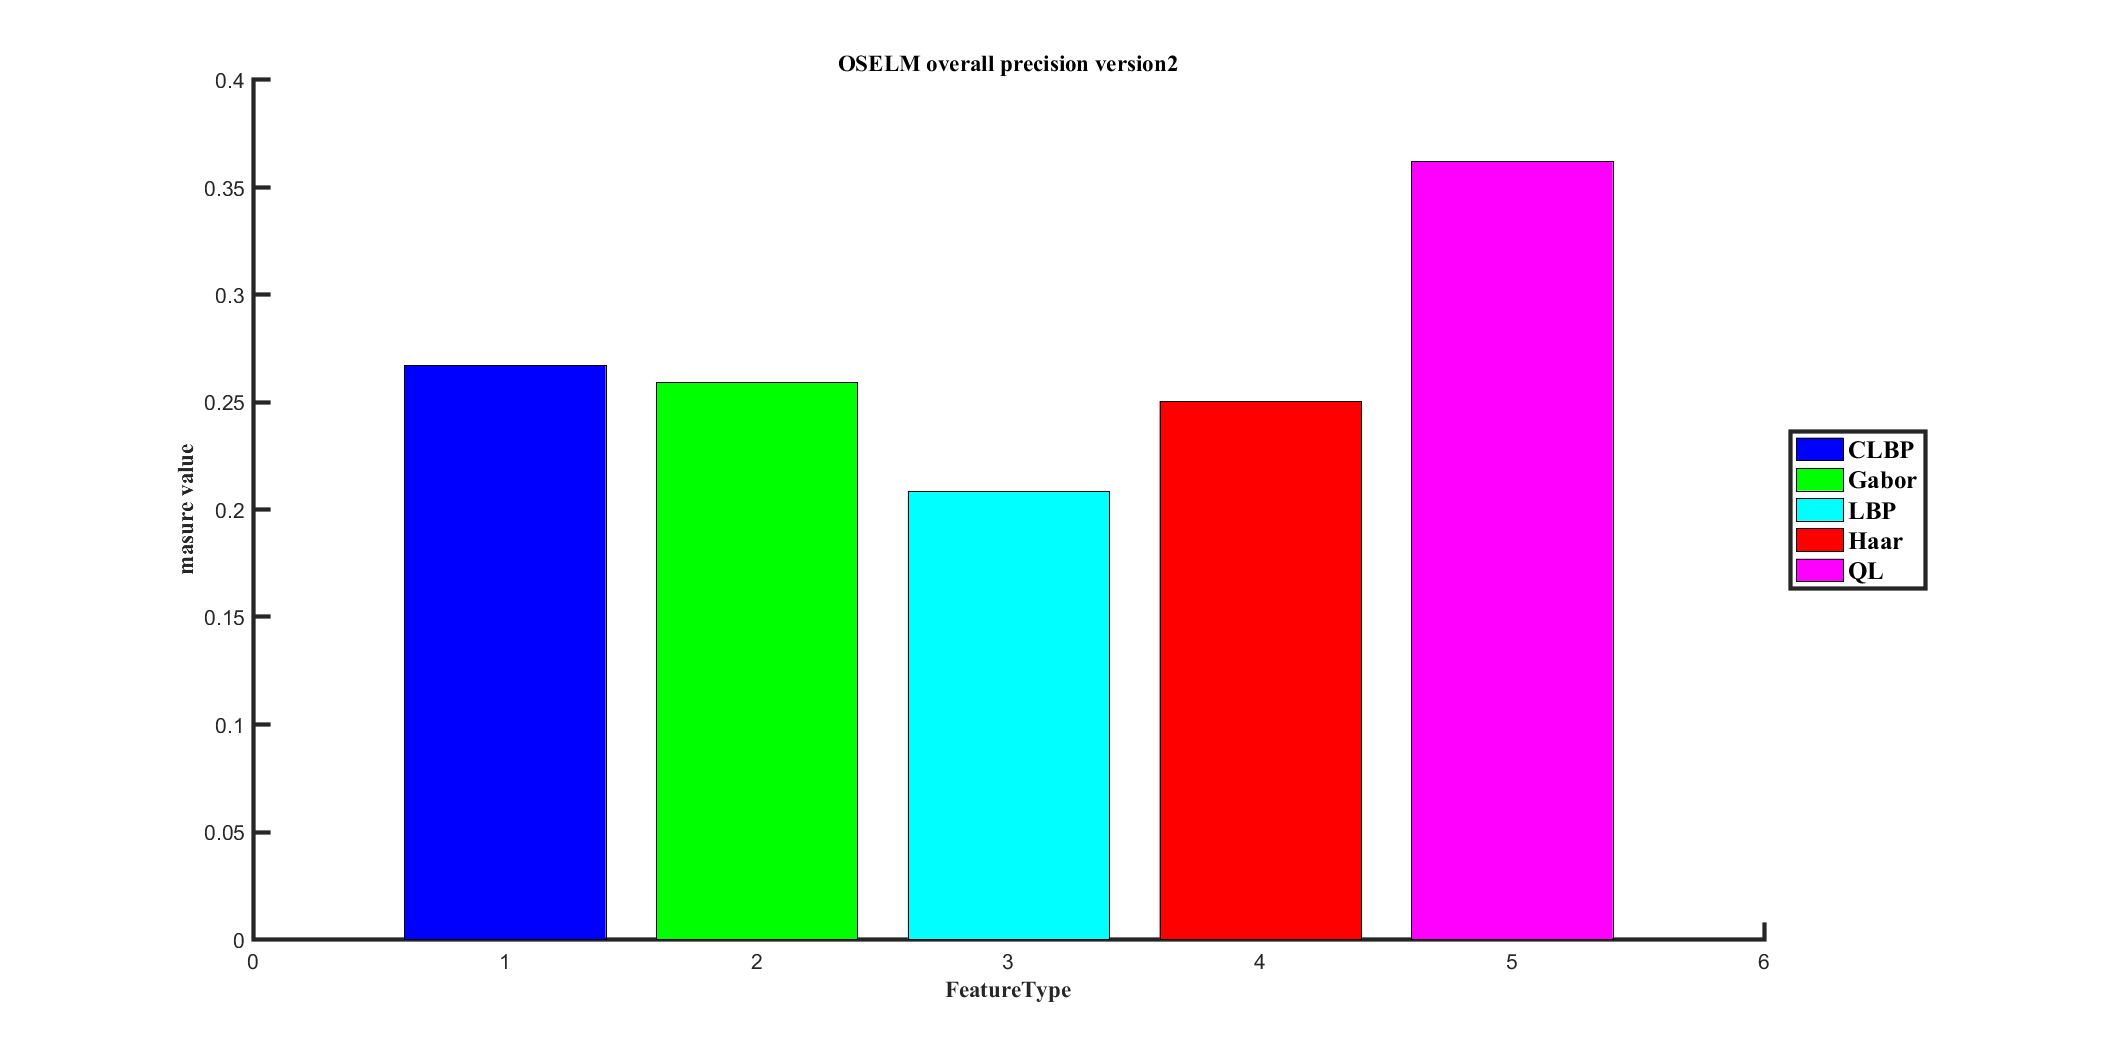 OSELM overall precision version2
0.4
0.35
0.3
0.25
0.2
0.15
0.1
0.05
0
masure value
0 1 2 3 4 5 6
FeatureType
CLBP
Gabor
LBP
Haar
QL